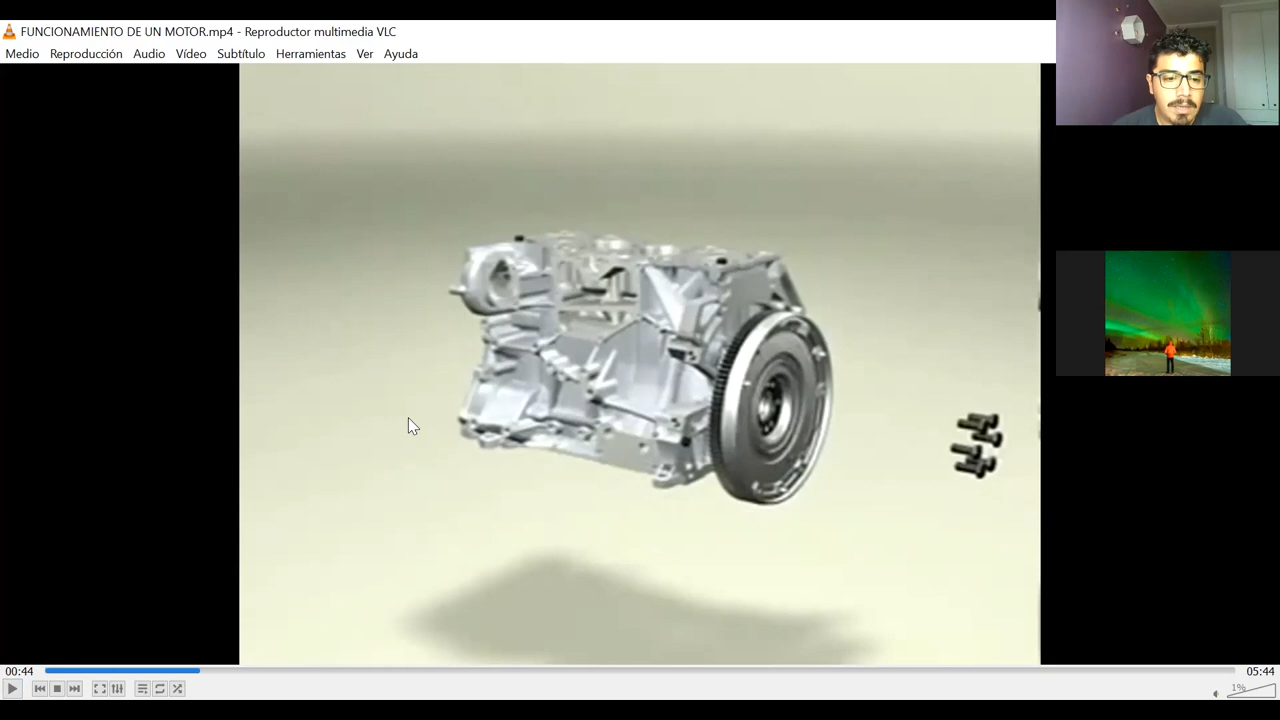 FUNCIONAMIENTO DE UN MOTOR.mp4 - Reproductor multimedia VLC
Medio Reproducción Audio Vídeo Subtítulo Herramientas Ver Ayuda
00:44 05:44
1%